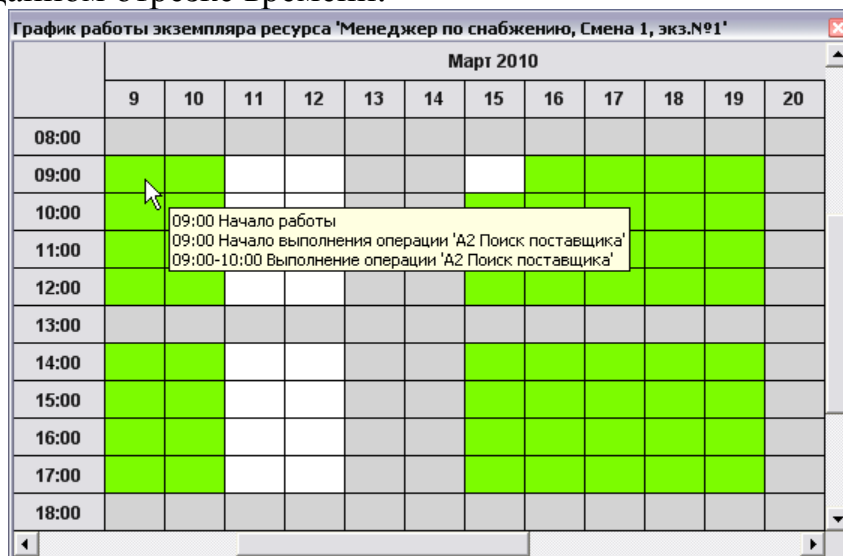 данном отрезке времени.
График работы экземпляра ресурса 'Менеджер по снабжению, Смена 1, экз.№1'
Март 2010
9 10 11 12 13 14 15 16 17 18 19 20
08:00
09:00
10:00
09:00 Начало работы
09:00 Начало выполнения операции 'А2 Поиск поставщика'
11:00
09:00-10:00 Выполнение операции 'А2 Поиск поставщика'
12:00
13:00
14:00
15:00
16:00
17:00
18:00